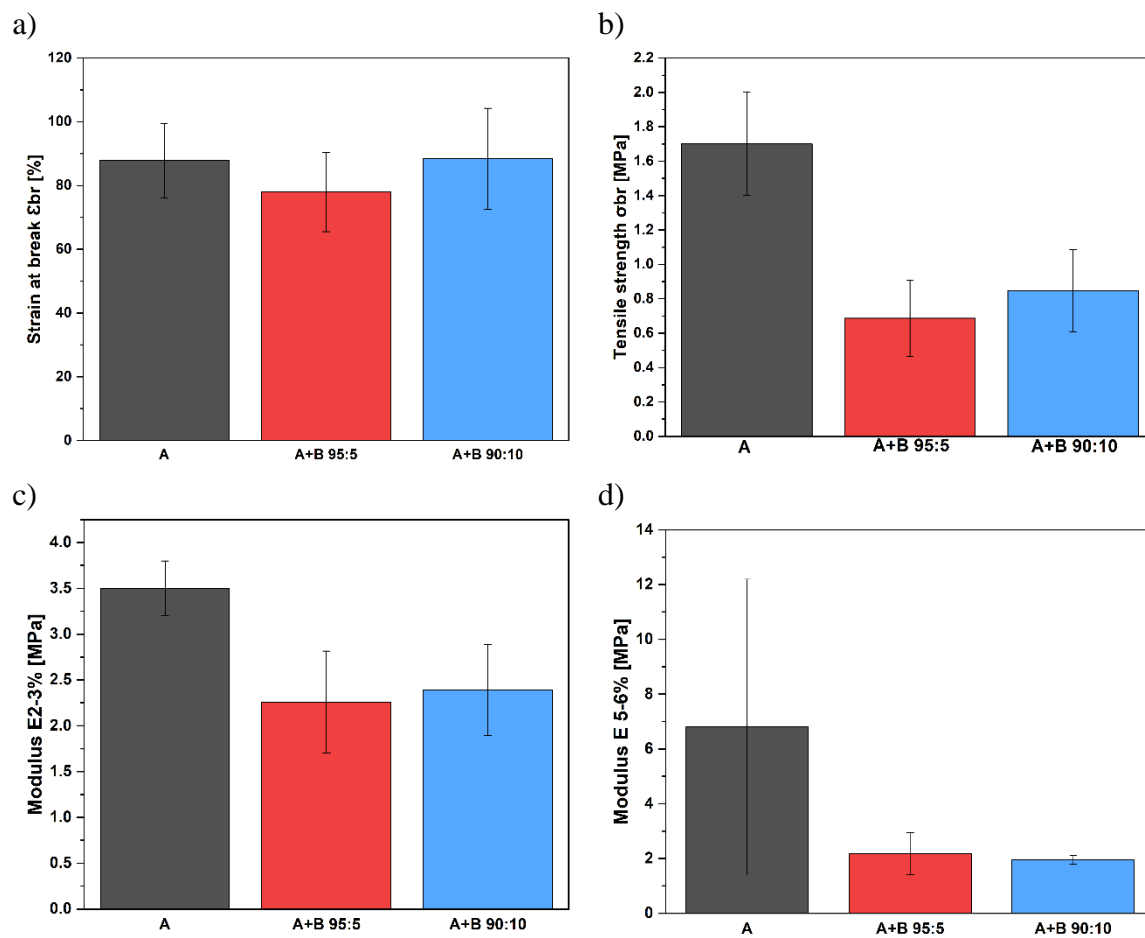 a)
Strain at break Ɛbr [%]
120
100
80
60
40
20
0
A
A+B 95:5
A+B 90:10
b)
Tensile strength σbr [MPa]
2.2
2.0
1.8
1.6
1.4
1.2
1.0
0.8
0.6
0.4
0.2
0.0
A
A+B 95:5
A+B 90:10
c)
Modulus E2-3% [MPa]
4.0
3.5
3.0
2.5
2.0
1.5
1.0
0.5
0.0
A
A+B 95:5
A+B 90:10
d)
Modulus E 5-6% [MPa]
14
12
10
8
6
4
2
0
A
A+B 95:5
A+B 90:10